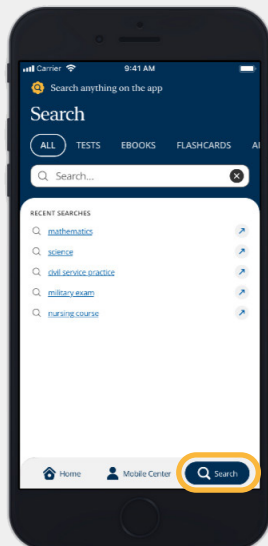 Carrier 9:41 AM
Search anything on the app
Search
ALL TESTS EBOOKS FLASHCARDS
Search...
RECENT SEARCHES
mathematics
science
civil service practice
military exam
nursing course
Home Mobile Center Search